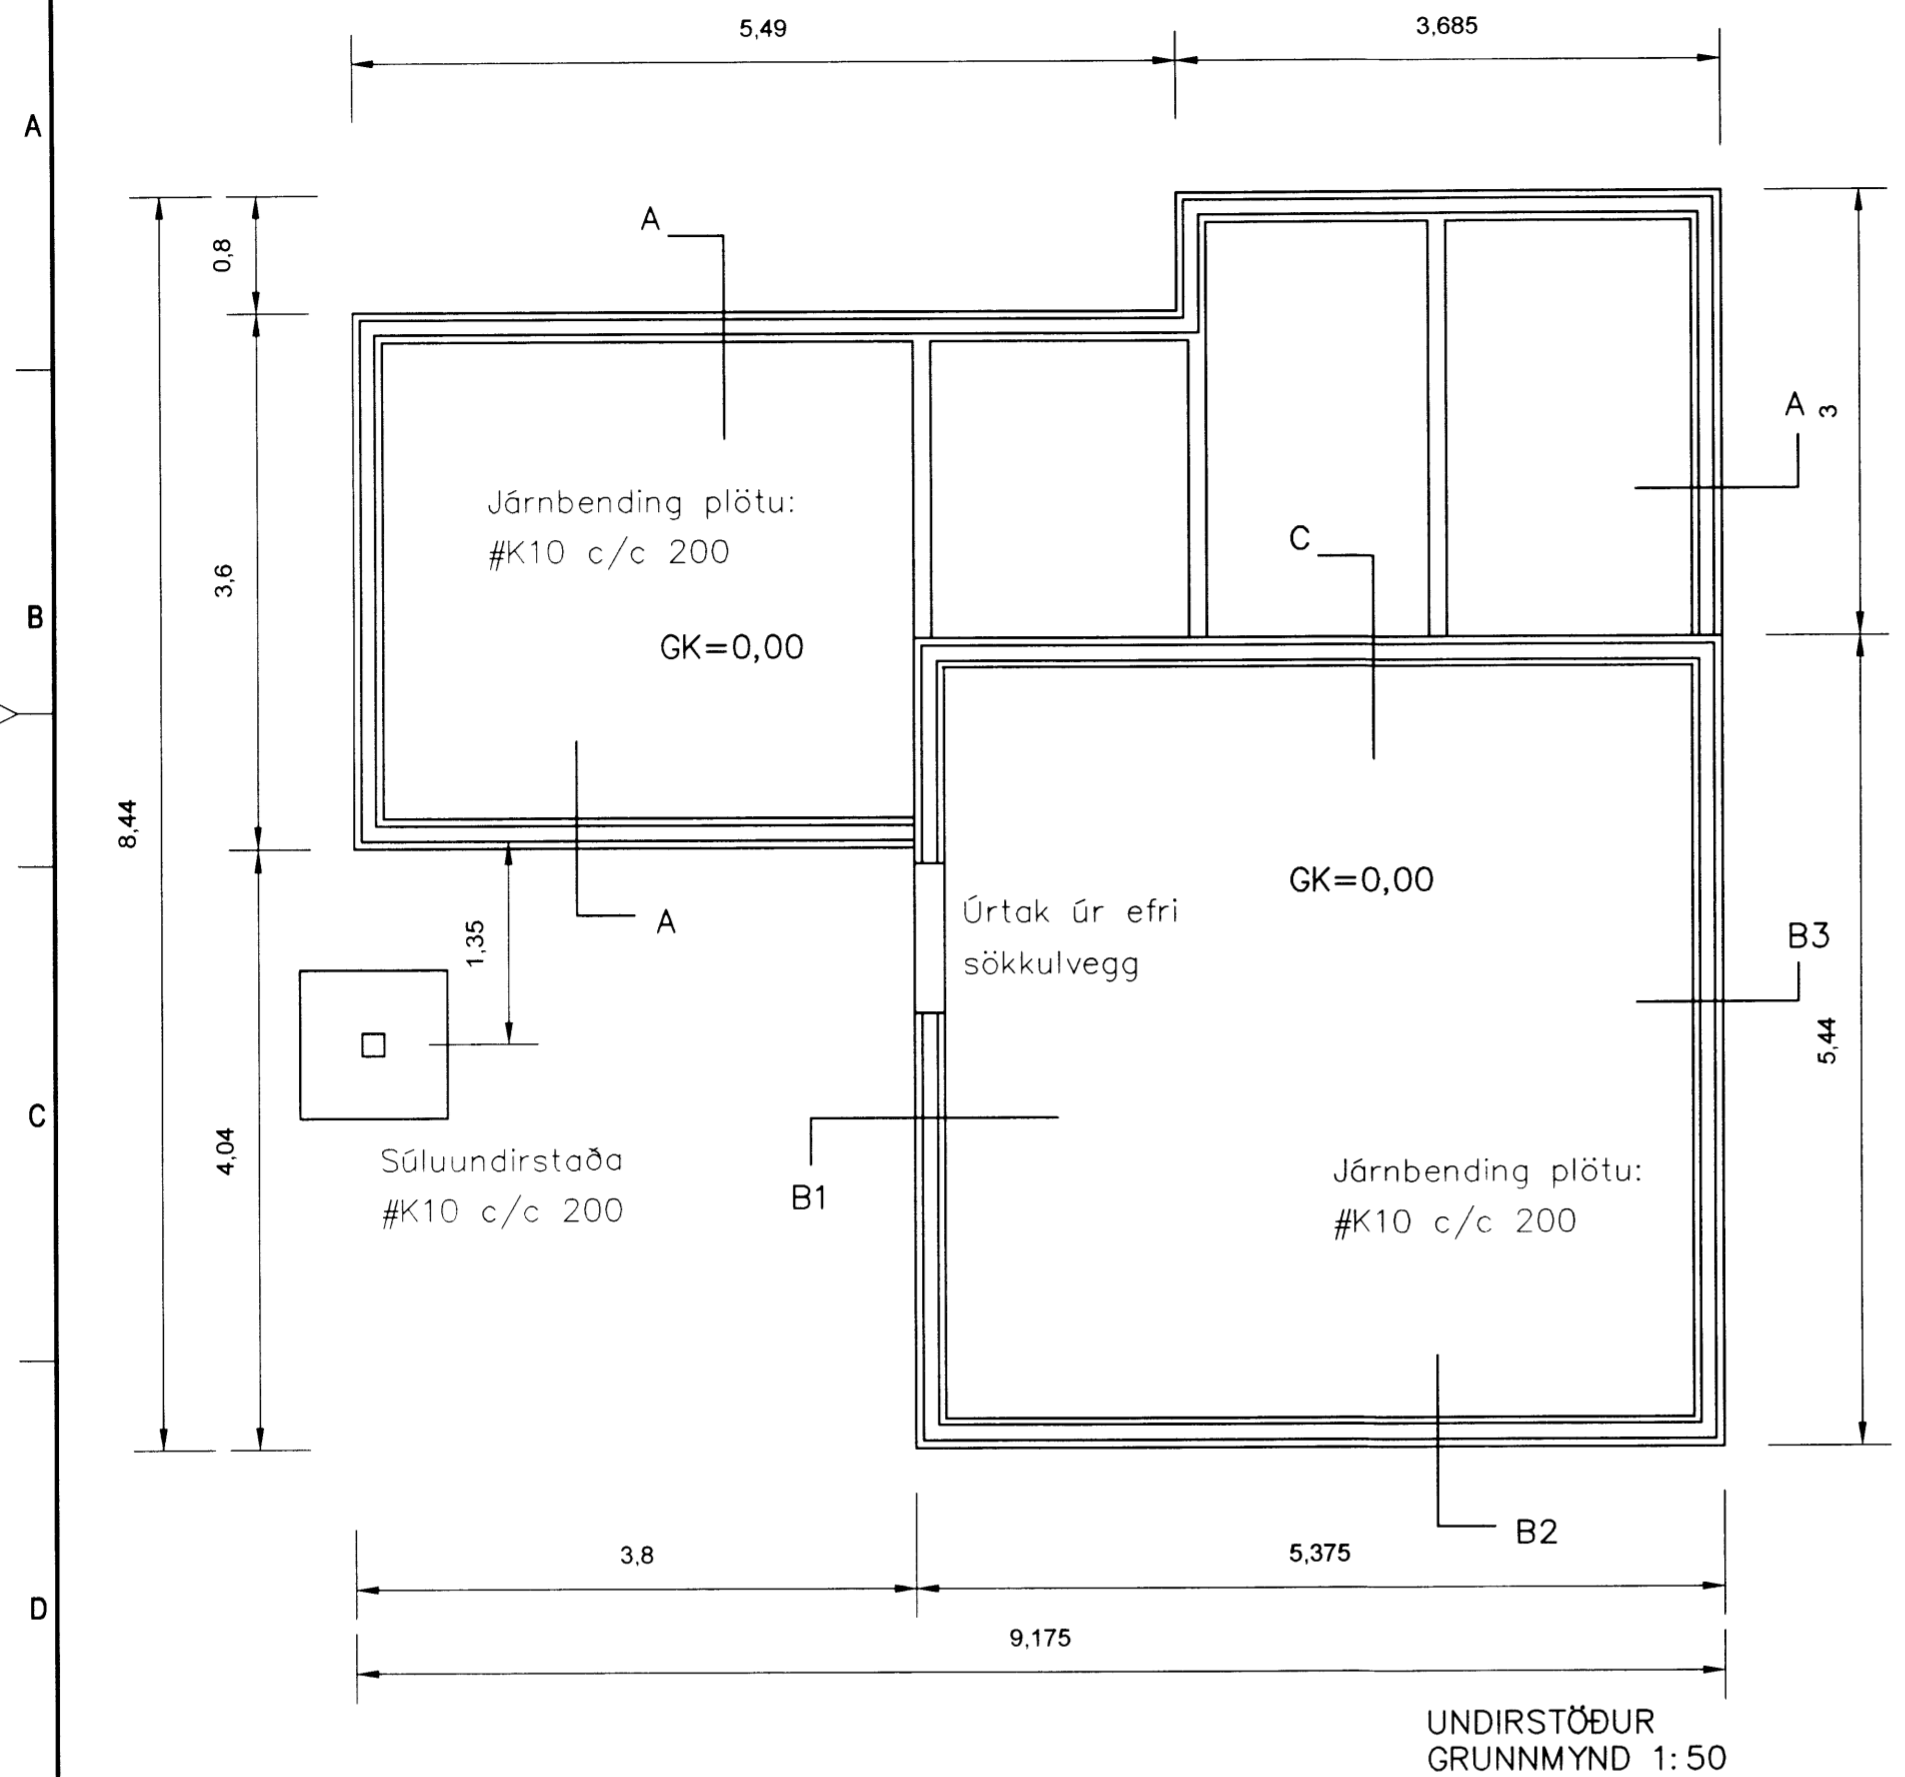 5,49
3,685
A
A
0,8
A 3
Járnbending plötu:
#K10 c/c 200
C
3,6
B
GK=0,00
8,44
GK=0,00
Úrtak úr efri
sökkulvegg
A
1,35
B3
5,44
C
4,04
Súluundirstaða
#K10 c/c 200
B1
Járnbending plötu:
#K10 c/c 200
B2
3,8
5,375
D
9,175
UNDIRSTÖÐUR
GRUNNMYND 1:50